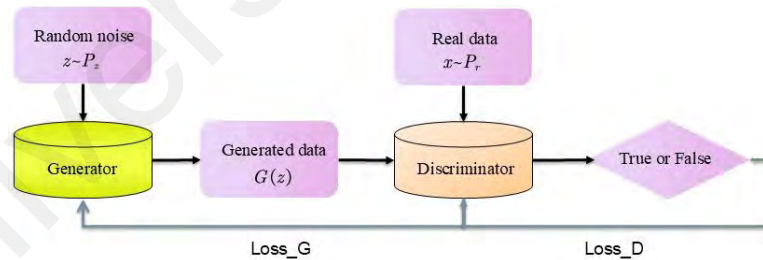 Random noise
z~P_z
Real data
x~P_r
Generator
Generated data
G(z)
Discriminator
True or False
Loss_G
Loss_D